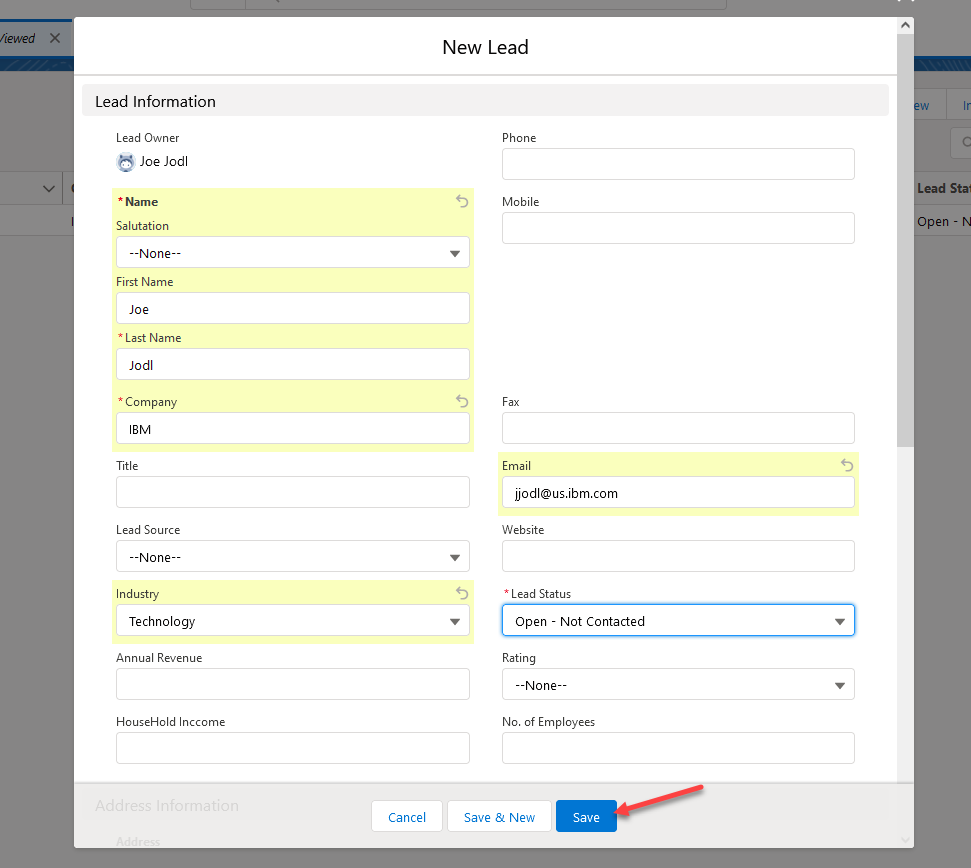 Viewed
New Lead
Lead Information
Lead Owner
Joe Jodl
Phone
* Name
Mobile
Salutation
--None--
First Name
Joe
* Last Name
Jodl
* Company
IBM
Fax
Title
Email
jjodl@us.ibm.com
Lead Source
--None--
Website
Industry
Technology
* Lead Status
Open - Not Contacted
Annual Revenue
Rating
--None--
HouseHold Inccome
No. of Employees
Address Information
Address
Cancel
Save & New
Save
Lead Sta
Open - N